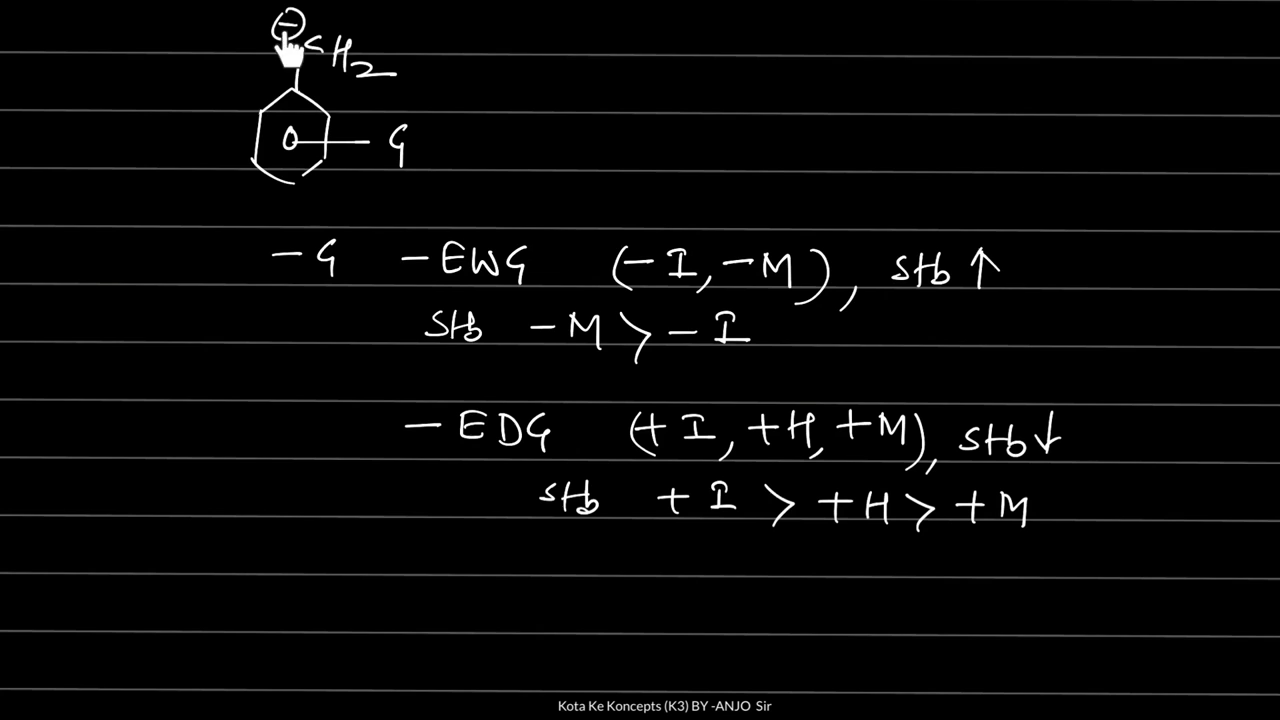 ⊖
CH2
G
- G - EWG (-I, -M), stb ↑
stb -M > -I
- EDG (+I, +H, +M), stb ↓
stb +I > +H > +M
Kota Ke Koncepts (K3) BY -ANJO Sir